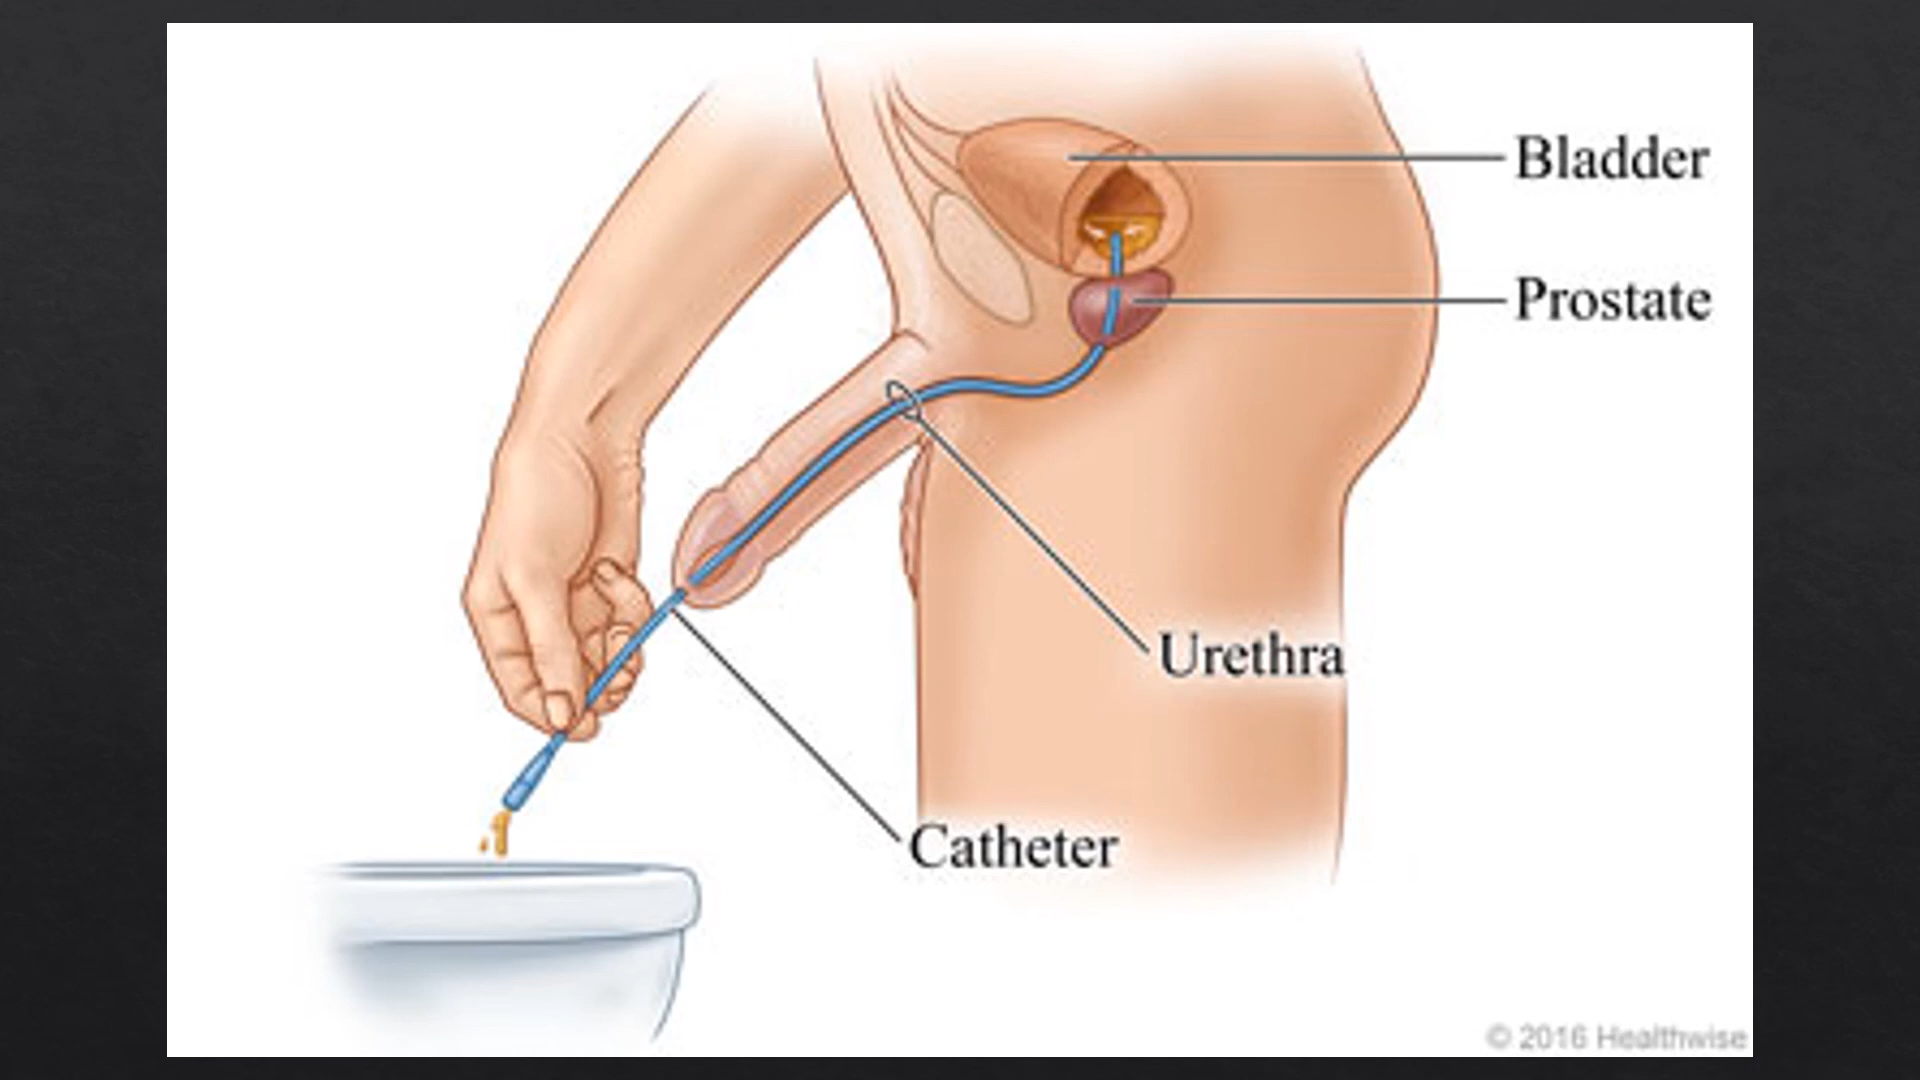 Bladder
Prostate
Urethra
Catheter
© 2016 Healthwise